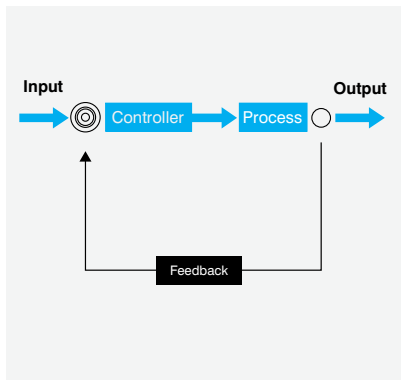 Input
Output
Controller
Process
Feedback